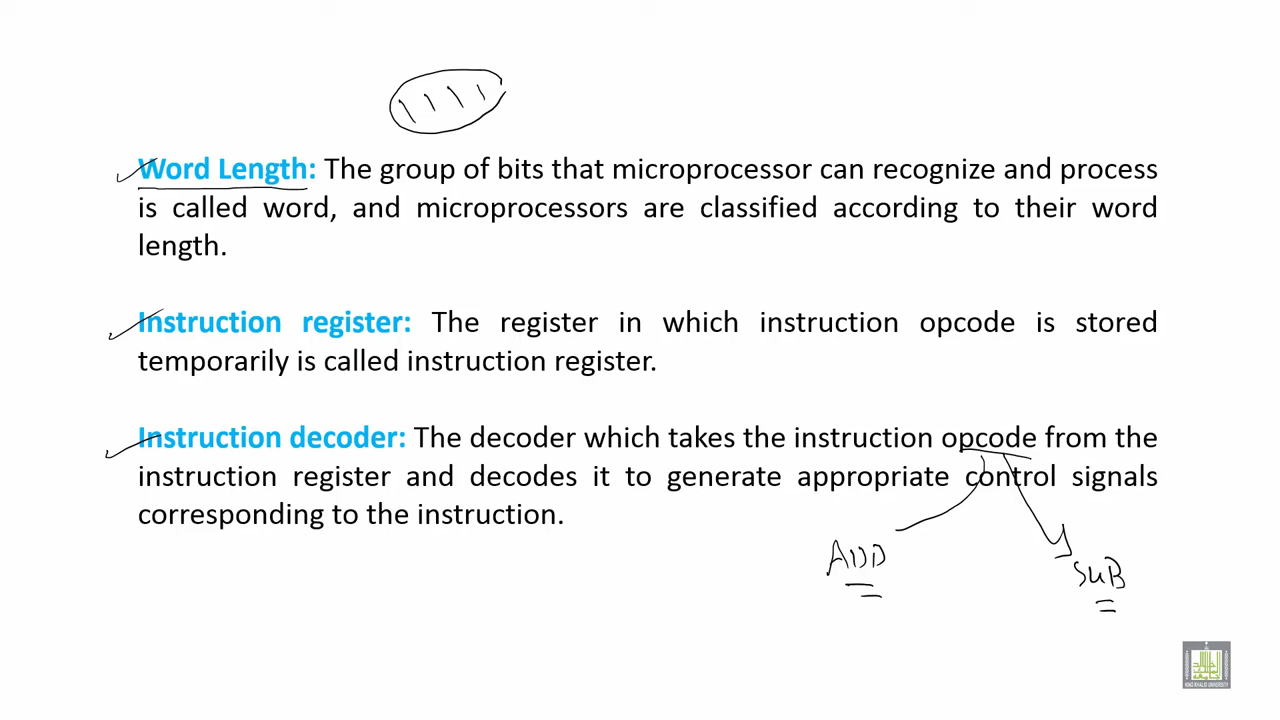 Word Length: The group of bits that microprocessor can recognize and process
is called word, and microprocessors are classified according to their word
length.
Instruction register: The register in which instruction opcode is stored
temporarily is called instruction register.
Instruction decoder: The decoder which takes the instruction opcode from the
instruction register and decodes it to generate appropriate control signals
corresponding to the instruction.
ADD
SUB
KING KHALID UNIVERSITY